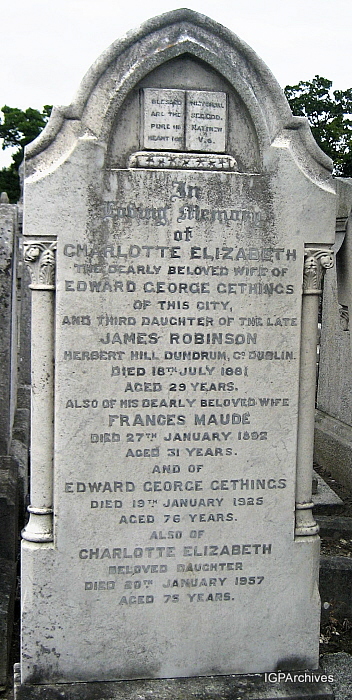 BLESSED
ARE THE
PURE IN
HEART FOR
THEY SHALL
SEE GOD.
MATTHEW
V.8.
In
Loving Memory
of
CHARLOTTE ELIZABETH
THE DEARLY BELOVED WIFE OF
EDWARD GEORGE GETHINGS
OF THIS CITY,
AND THIRD DAUGHTER OF THE LATE
JAMES ROBINSON
HERBERT HILL DUNDRUM, CO DUBLIN.
DIED 18TH JULY 1881
AGED 29 YEARS.
ALSO OF HIS DEARLY BELOVED WIFE
FRANCES MAUDE
DIED 27TH JANUARY 1892
AGED 31 YEARS.
AND OF
EDWARD GEORGE GETHINGS
DIED 19TH JANUARY 1925
AGED 76 YEARS.
ALSO OF
CHARLOTTE ELIZABETH
BELOVED DAUGHTER
DIED 20TH JANUARY 1957
AGED 75 YEARS.
IGPArchives